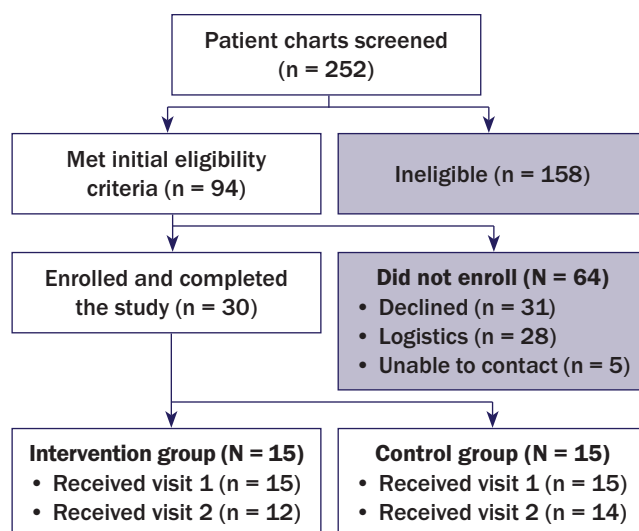 Patient charts screened
(n = 252)
Met initial eligibility
criteria (n = 94)
Ineligible (n = 158)
Enrolled and completed
the study (n = 30)
Did not enroll (N = 64)
• Declined (n = 31)
• Logistics (n = 28)
• Unable to contact (n = 5)
Intervention group (N = 15)
• Received visit 1 (n = 15)
• Received visit 2 (n = 12)
Control group (N = 15)
• Received visit 1 (n = 15)
• Received visit 2 (n = 14)